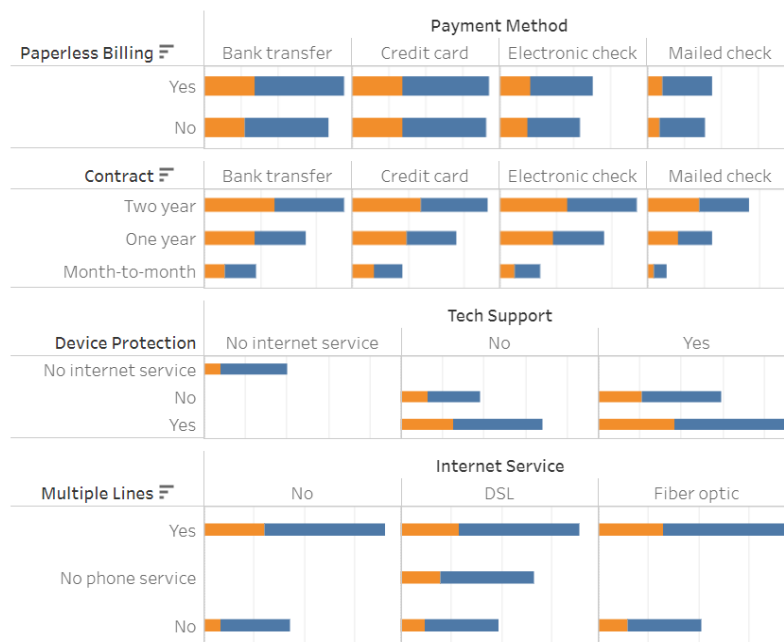 Payment Method
Paperless Billing Bank transfer Credit card Electronic check Mailed check
Yes
No
Contract Bank transfer Credit card Electronic check Mailed check
Two year
One year
Month-to-month
Tech Support
Device Protection No internet service No Yes
No internet service
No
Yes
Internet Service
Multiple Lines No DSL Fiber optic
Yes
No phone service
No